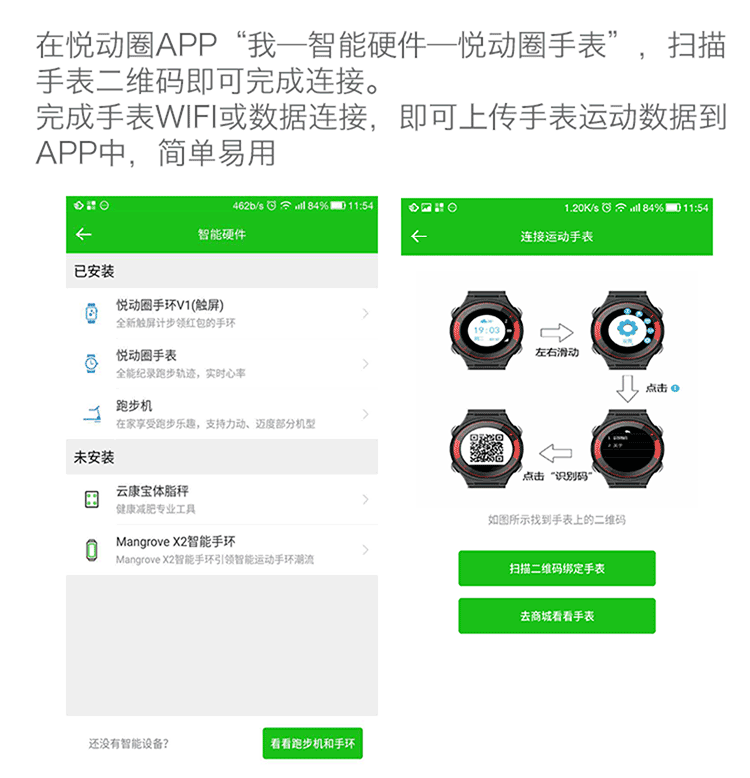 在悦动圈APP“我—智能硬件—悦动圈手表”，扫描
手表二维码即可完成连接。
完成手表WIFI或数据连接，即可上传手表运动数据到
APP中，简单易用
462b/s 84% 11:54
智能硬件
已安装
悦动圈手环V1(触屏)
全新触屏计步领红包的手环
悦动圈手表
全能纪录跑步轨迹，实时心率
跑步机
在家享受跑步乐趣，支持力动、迈度部分机型
未安装
云康宝体脂秤
健康减肥专业工具
Mangrove X2智能手环
Mangrove X2智能手环引领智能运动手环潮流
还没有智能设备？
看看跑步机和手环
1.20K/s 84% 11:54
连接运动手表
19:03
左右滑动
点击
点击“识别码”
如图所示找到手表上的二维码
扫描二维码绑定手表
去商城看看手表